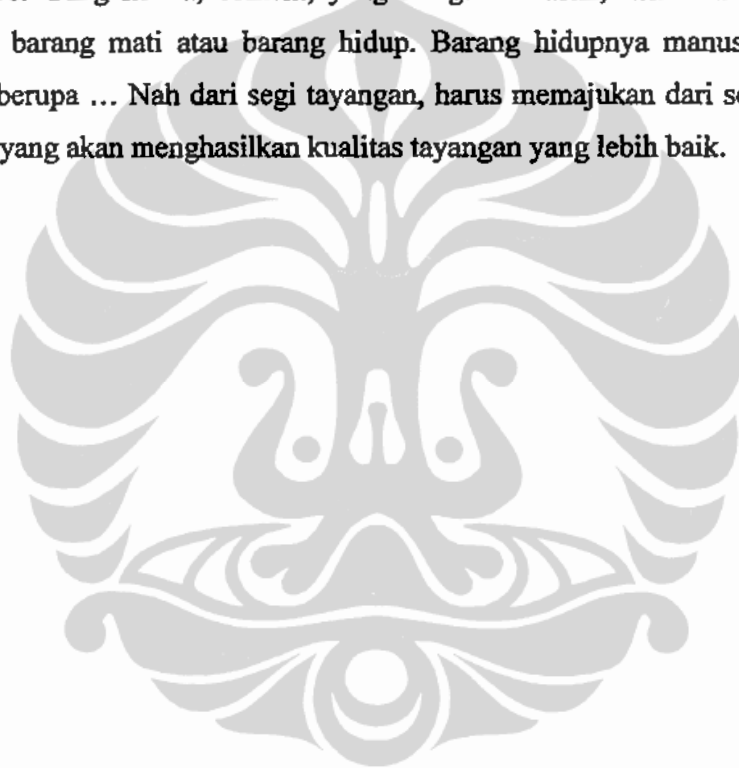 barang mati atau barang hidup. Barang hidupnya manus
berupa ... Nah dari segi tayangan, harus memajukan dari s
yang akan menghasilkan kualitas tayangan yang lebih baik.